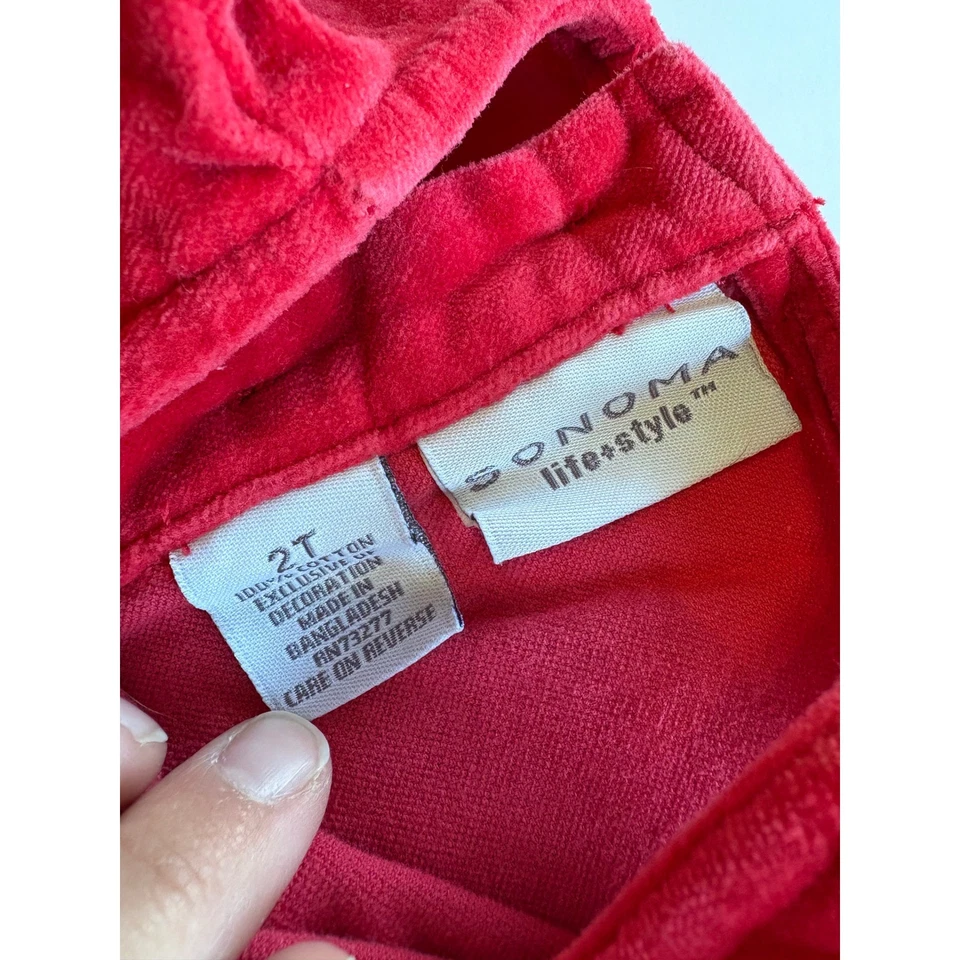 SONOMA
life+style™
2T
100% COTTON
EXCLUSIVE OF
DECORATION
MADE IN
BANGLADESH
RN73277
CARE ON REVERSE